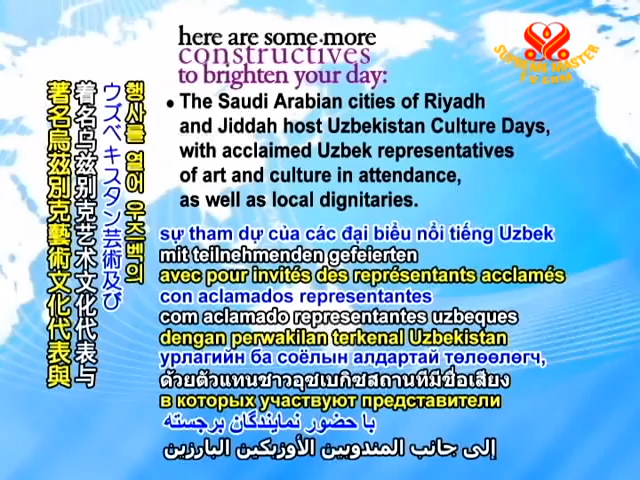 here are some more
constructives
to brighten your day:
SUPREME MASTER
TV
• The Saudi Arabian cities of Riyadh
and Jiddah host Uzbekistan Culture Days,
with acclaimed Uzbek representatives
of art and culture in attendance,
as well as local dignitaries.
행사를 열어 우즈벡의
ウズベキスタン芸術及び
着名乌兹别克艺术文化代表与
著名烏茲別克藝術文化代表與
sự tham dự của các đại biểu nổi tiếng Uzbek
mit teilnehmenden gefeierten
avec pour invités des représentants acclamés
con aclamados representantes
com aclamado representantes uzbeques
dengan perwakilan terkenal Uzbekistan
урлагийн ба соёлын алдартай төлөөлөгч,
ด้วยตัวแทนชาวอุซเบกิซสถานที่มีชื่อเสียง
в которых участвуют представители
با حضور نمایندگان برجسته
إلى جانب المندوبين الأوزبكيين البارزين